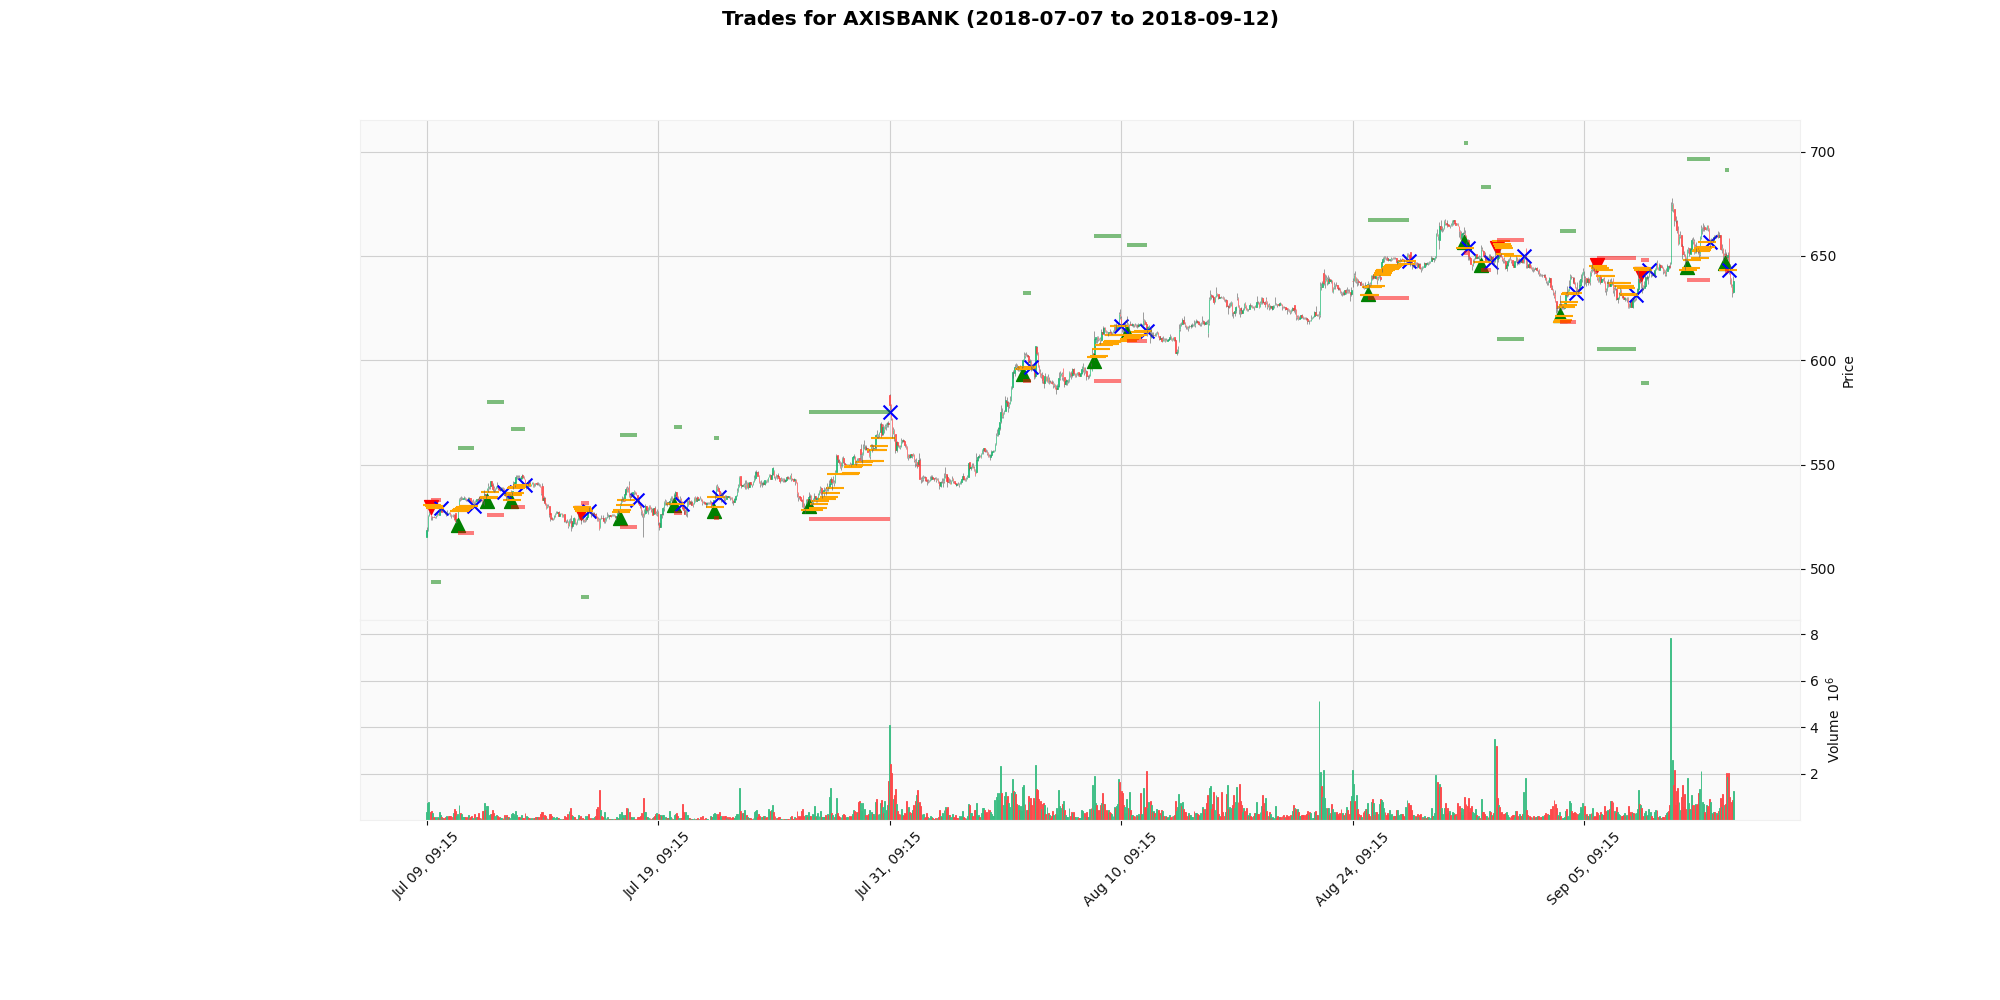 Trades for AXISBANK (2018-07-07 to 2018-09-12)
700
650
600
550
500
Price
8
6
4
2
Volume 10^6
Jul 09, 09:15
Jul 19, 09:15
Jul 31, 09:15
Aug 10, 09:15
Aug 24, 09:15
Sep 05, 09:15